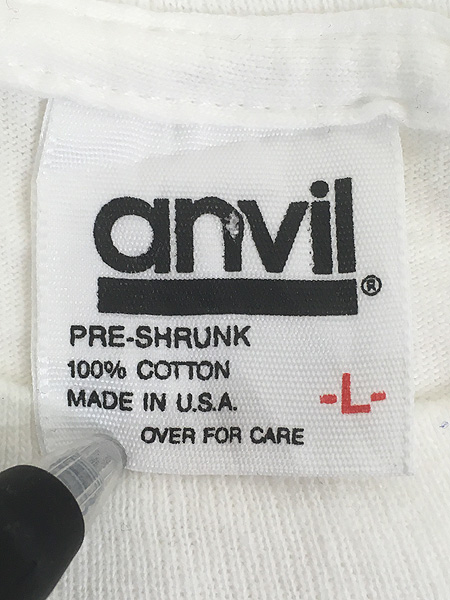 anvil®
PRE-SHRUNK
100% COTTON
MADE IN U.S.A.
-L-
OVER FOR CARE